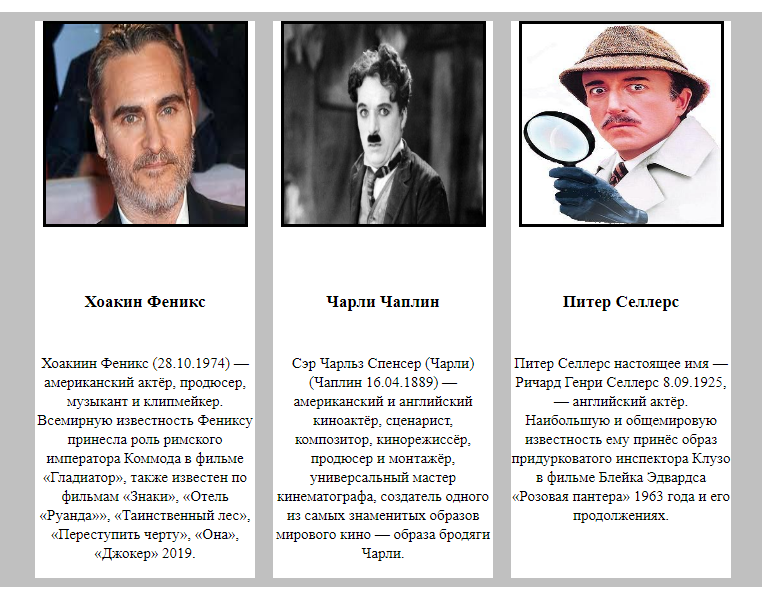 Хоакин Феникс
Хоакиин Феникс (28.10.1974) —
американский актёр, продюсер,
музыкант и клипмейкер.
Всемирную известность Фениксу
принесла роль римского
императора Коммода в фильме
«Гладиатор», также известен по
фильмам «Знаки», «Отель
«Руанда»», «Таинственный лес»,
«Переступить черту», «Она»,
«Джокер» 2019.
Чарли Чаплин
Сэр Чарльз Спенсер (Чарли)
(Чаплин 16.04.1889) —
американский и английский
киноактёр, сценарист,
композитор, кинорежиссёр,
продюсер и монтажёр,
универсальный мастер
кинематографа, создатель одного
из самых знаменитых образов
мирового кино — образа бродяги
Чарли.
Питер Селлерс
Питер Селлерс настоящее имя —
Ричард Генри Селлерс 8.09.1925,
— английский актёр.
Наибольшую и общемировую
известность ему принёс образ
придурковатого инспектора Клузо
в фильме Блейка Эдвардса
«Розовая пантера» 1963 года и его
продолжениях.